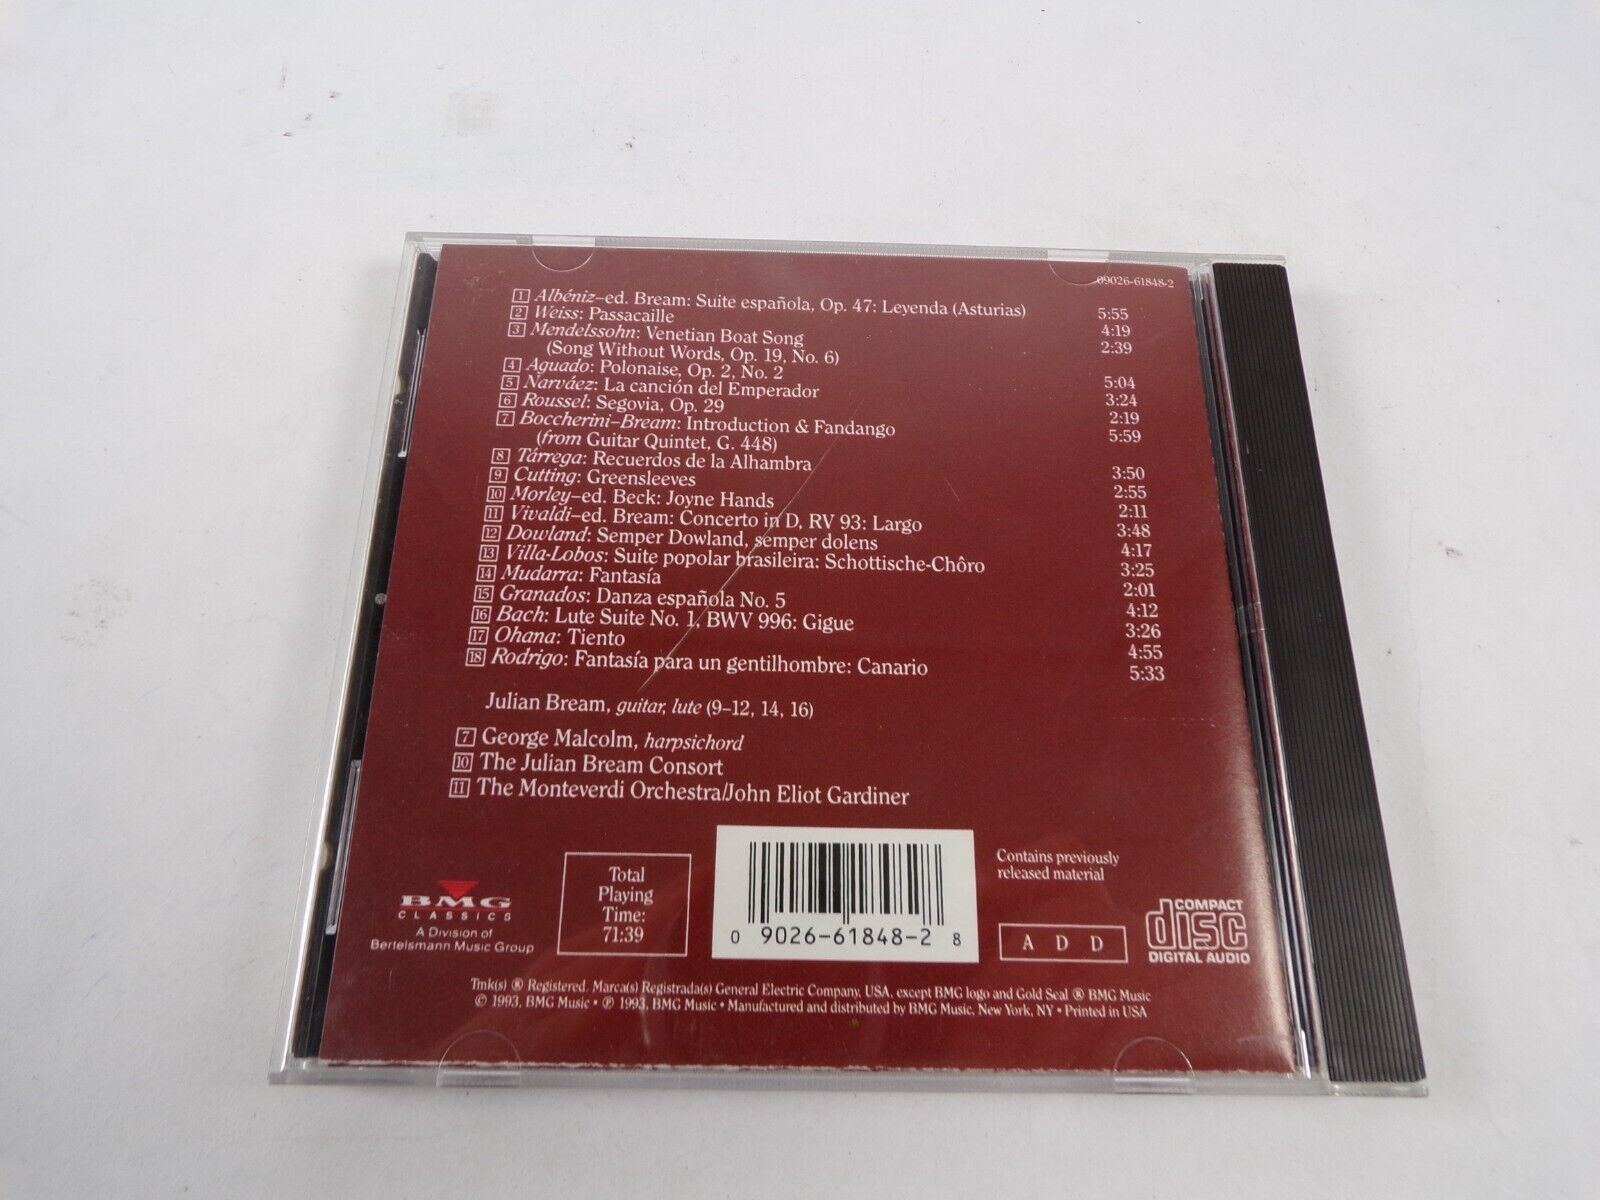 09026-61848-2
1 Albéniz–ed. Bream: Suite española, Op. 47: Leyenda (Asturias) 5:55
2 Weiss: Passacaille 4:19
3 Mendelssohn: Venetian Boat Song 2:39
(Song Without Words, Op. 19, No. 6)
4 Aguado: Polonaise, Op. 2, No. 2 5:04
5 Narváez: La canción del Emperador 3:24
6 Roussel: Segovia, Op. 29 2:19
7 Boccherini–Bream: Introduction & Fandango 5:59
(from Guitar Quintet, G. 448)
8 Tárrega: Recuerdos de la Alhambra 3:50
9 Cutting: Greensleeves 2:55
10 Morley–ed. Beck: Joyne Hands 2:11
11 Vivaldi–ed. Bream: Concerto in D, RV 93: Largo 3:48
12 Dowland: Semper Dowland, semper dolens 4:17
13 Villa-Lobos: Suite popular brasileira: Schottische-Chôro 3:25
14 Mudarra: Fantasía 2:01
15 Granados: Danza española No. 5 4:12
16 Bach: Lute Suite No. 1, BWV 996: Gigue 3:26
17 Ohana: Tiento 4:55
18 Rodrigo: Fantasía para un gentilhombre: Canario 5:33
Julian Bream, guitar, lute (9–12, 14, 16)
7 George Malcolm, harpsichord
10 The Julian Bream Consort
11 The Monteverdi Orchestra/John Eliot Gardiner
BMG
CLASSICS
A Division of
Bertelsmann Music Group
Total
Playing
Time:
71:39
0 9026-61848-2 8
Contains previously
released material
A D D
COMPACT
disc
DIGITAL AUDIO
Tmk(s) ® Registered. Marca(s) Registrada(s) General Electric Company, USA, except BMG logo and Gold Seal ® BMG Music
© 1993, BMG Music • ℗ 1993, BMG Music • Manufactured and distributed by BMG Music, New York, NY • Printed in USA